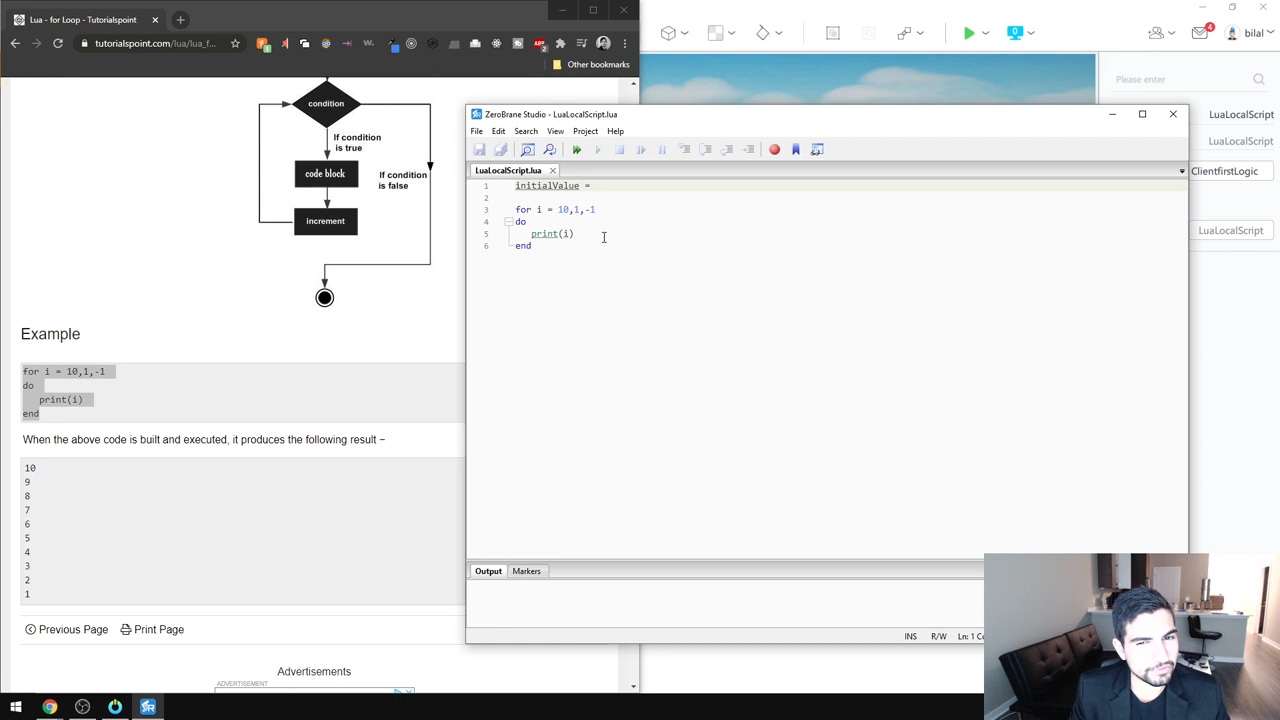 Lua - for Loop - Tutorialspoint
tutorialspoint.com/lua/lua_f...
Other bookmarks
condition
If condition
is true
code block
If condition
is false
increment
Example
for i = 10,1,-1
do
print(i)
end
When the above code is built and executed, it produces the following result −
10
9
8
7
6
5
4
3
2
1
Previous Page
Print Page
Advertisements
ADVERTISEMENT
ZeroBrane Studio - LuaLocalScript.lua
File Edit Search View Project Help
LuaLocalScript.lua
1 initialValue =
2
3 for i = 10,1,-1
4 do
5 print(i)
6 end
Output Markers
INS R/W Ln: 1
4
bilal
Please enter
LuaLocalScript
LuaLocalScript
ClientfirstLogic
LuaLocalScript